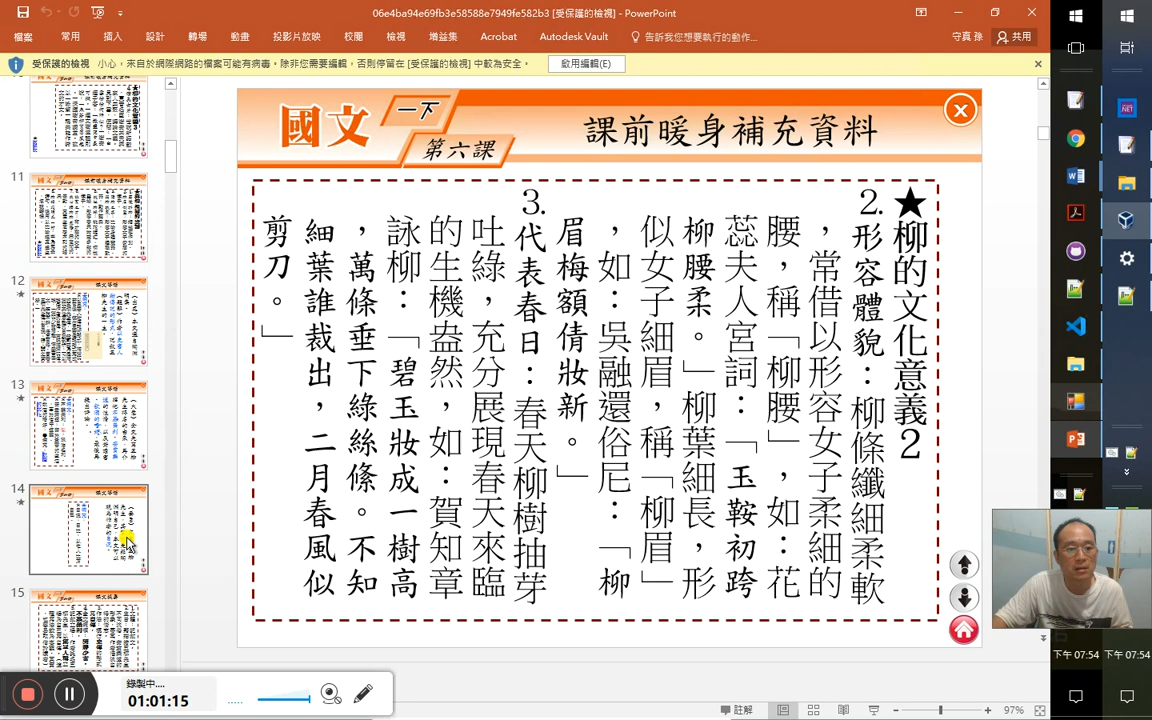 06e4ba94e69fb3e58588e7949fe582b3 [受保護的檢視] - PowerPoint
檔案 常用 插入 設計 轉場 動畫 投影片放映 校閱 檢視 增益集 Acrobat Autodesk Vault 告訴我您想要執行的動作... 守真 孫 共用
受保護的檢視 小心，來自於網際網路的檔案可能有病毒。除非您需要編輯，否則停留在 [受保護的檢視] 中較為安全。 啟用編輯(E)
國文 一下
第六課
課前暖身補充資料
★柳的文化意義2
2.形容體貌：柳條纖細柔軟
，常借以形容女子柔細的
腰，稱「柳腰」，如：花
蕊夫人宮詞：「玉鞍初跨
柳腰柔。」柳葉細長，形
似女子細眉，稱「柳眉」
，如：吳融還俗尼：「柳
眉梅額倩妝新。」
3.代表春日：春天柳樹抽芽
吐綠，充分展現春天來臨
的生機盎然，如：賀知章
詠柳：「碧玉妝成一樹高
，萬條垂下綠絲條。不知
細葉誰裁出，二月春風似
剪刀。」
11
12
13
14
15
錄製中....
01:01:15
註解
97%
下午 07:54 下午 07:54